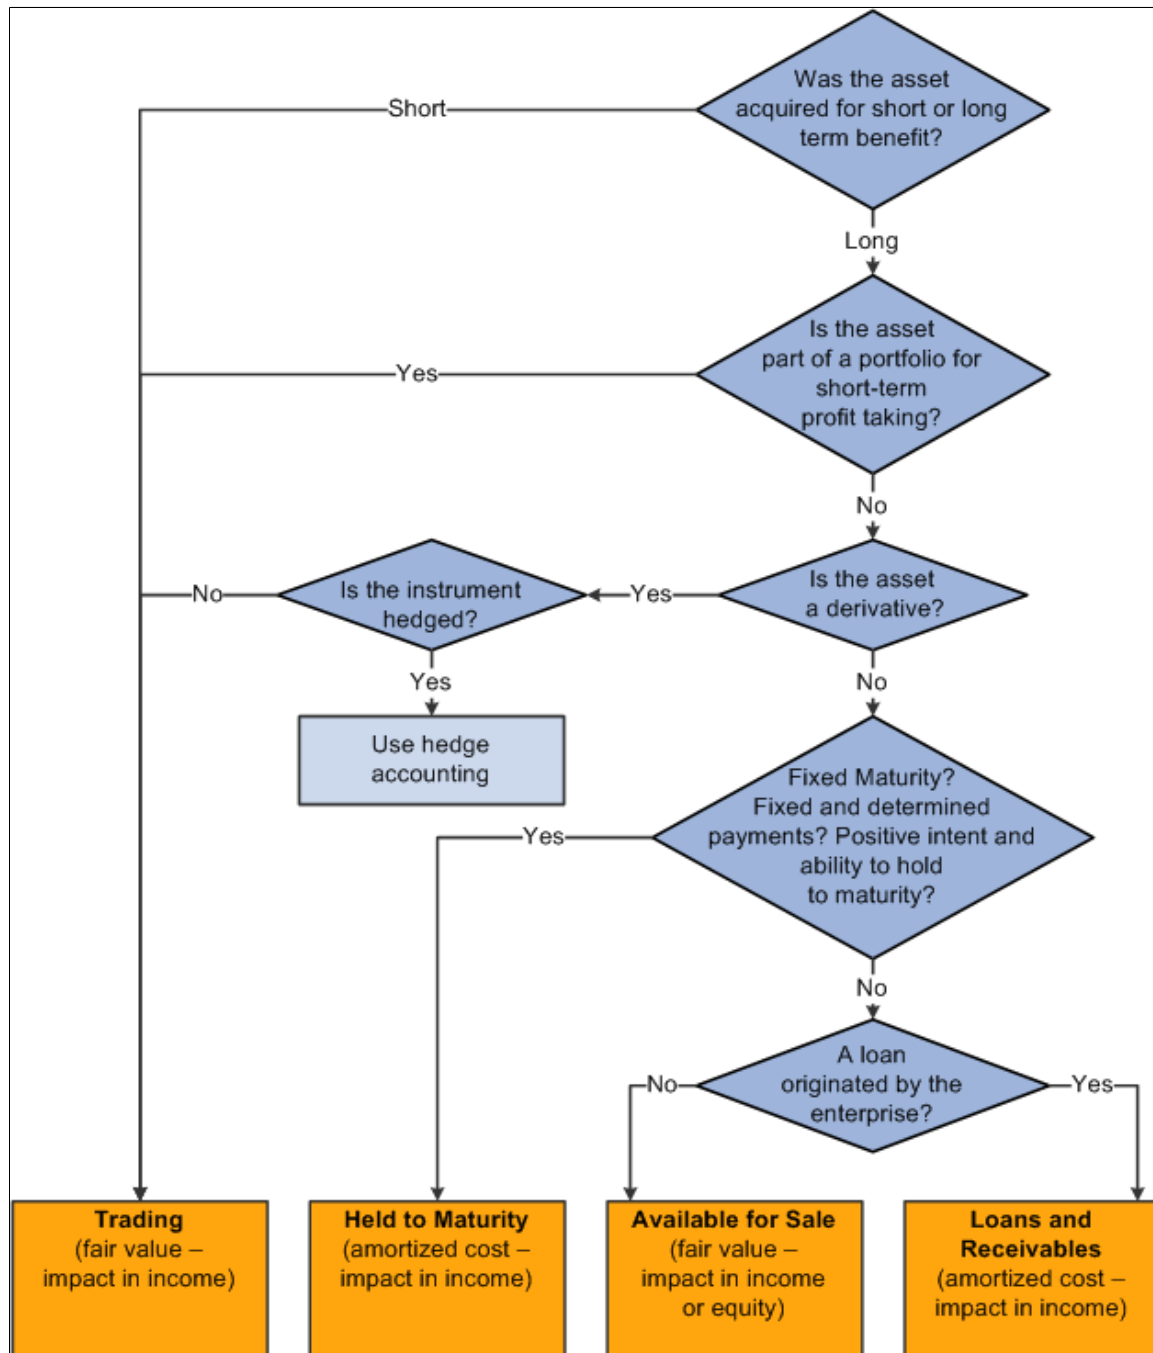 Was the asset
acquired for short or long
term benefit?
Short
Long
Is the asset
part of a portfolio for
short-term
profit taking?
Yes
No
Is the asset
a derivative?
Yes
Is the instrument
hedged?
No
Yes
No
Use hedge
accounting
Fixed Maturity?
Fixed and determined
payments? Positive intent and
ability to hold
to maturity?
Yes
No
A loan
originated by the
enterprise?
No
Yes
Trading
(fair value –
impact in income)
Held to Maturity
(amortized cost –
impact in income)
Available for Sale
(fair value –
impact in income
or equity)
Loans and
Receivables
(amortized cost –
impact in income)